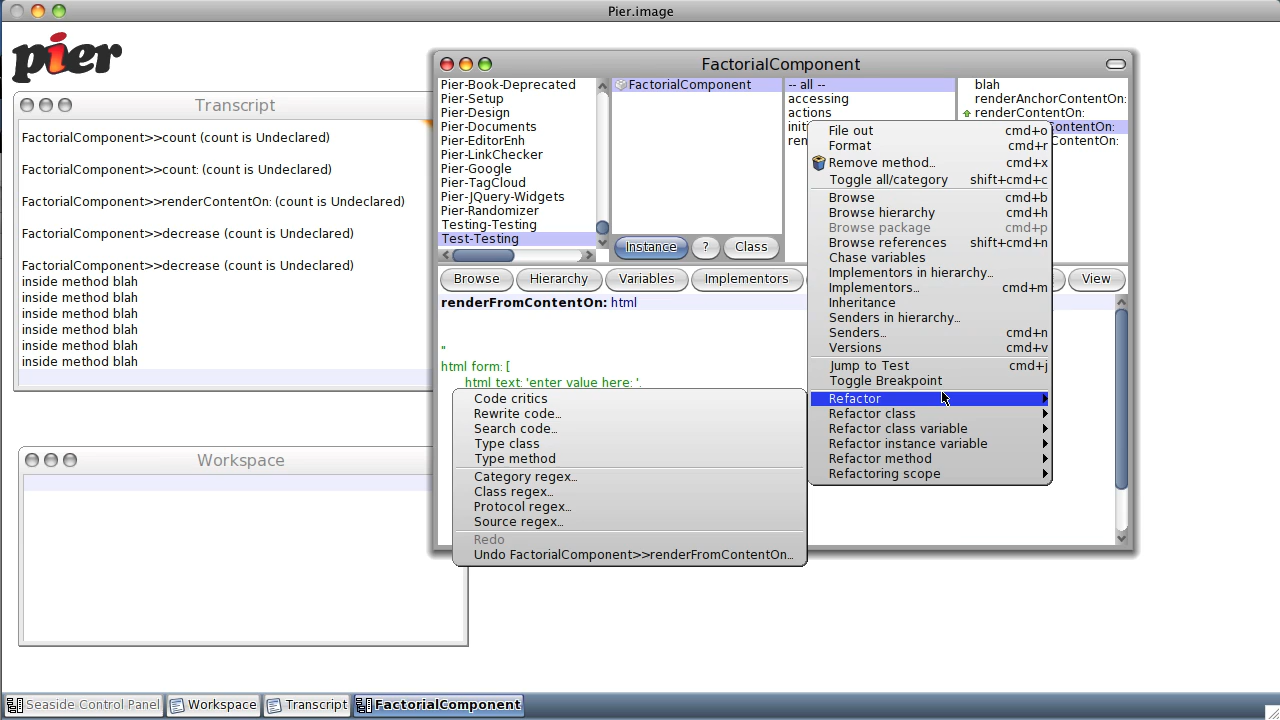 Pier.image
pier
Transcript
FactorialComponent>>count (count is Undeclared)
FactorialComponent>>count: (count is Undeclared)
FactorialComponent>>renderContentOn: (count is Undeclared)
FactorialComponent>>decrease (count is Undeclared)
FactorialComponent>>decrease (count is Undeclared)
inside method blah
inside method blah
inside method blah
inside method blah
inside method blah
inside method blah
Workspace
FactorialComponent
Pier-Book-Deprecated
Pier-Setup
Pier-Design
Pier-Documents
Pier-EditorEnh
Pier-LinkChecker
Pier-Google
Pier-TagCloud
Pier-JQuery-Widgets
Pier-Randomizer
Testing-Testing
Test-Testing
FactorialComponent
Instance ? Class
-- all --
accessing
actions
initi
ren
blah
renderAnchorContentOn:
renderContentOn:
ContentOn:
ContentOn:
Browse Hierarchy Variables Implementors View
renderFromContentOn: html
"
html form: [
html text: 'enter value here: '.
File out cmd+o
Format cmd+r
Remove method... cmd+x
Toggle all/category shift+cmd+c
Browse cmd+b
Browse hierarchy cmd+h
Browse package cmd+p
Browse references shift+cmd+n
Chase variables
Implementors in hierarchy...
Implementors... cmd+m
Inheritance
Senders in hierarchy...
Senders... cmd+n
Versions cmd+v
Jump to Test cmd+j
Toggle Breakpoint
Refactor
Refactor class
Refactor class variable
Refactor instance variable
Refactor method
Refactoring scope
Code critics
Rewrite code...
Search code...
Type class
Type method
Category regex...
Class regex...
Protocol regex...
Source regex...
Redo
Undo FactorialComponent>>renderFromContentOn...
Seaside Control Panel Workspace Transcript FactorialComponent